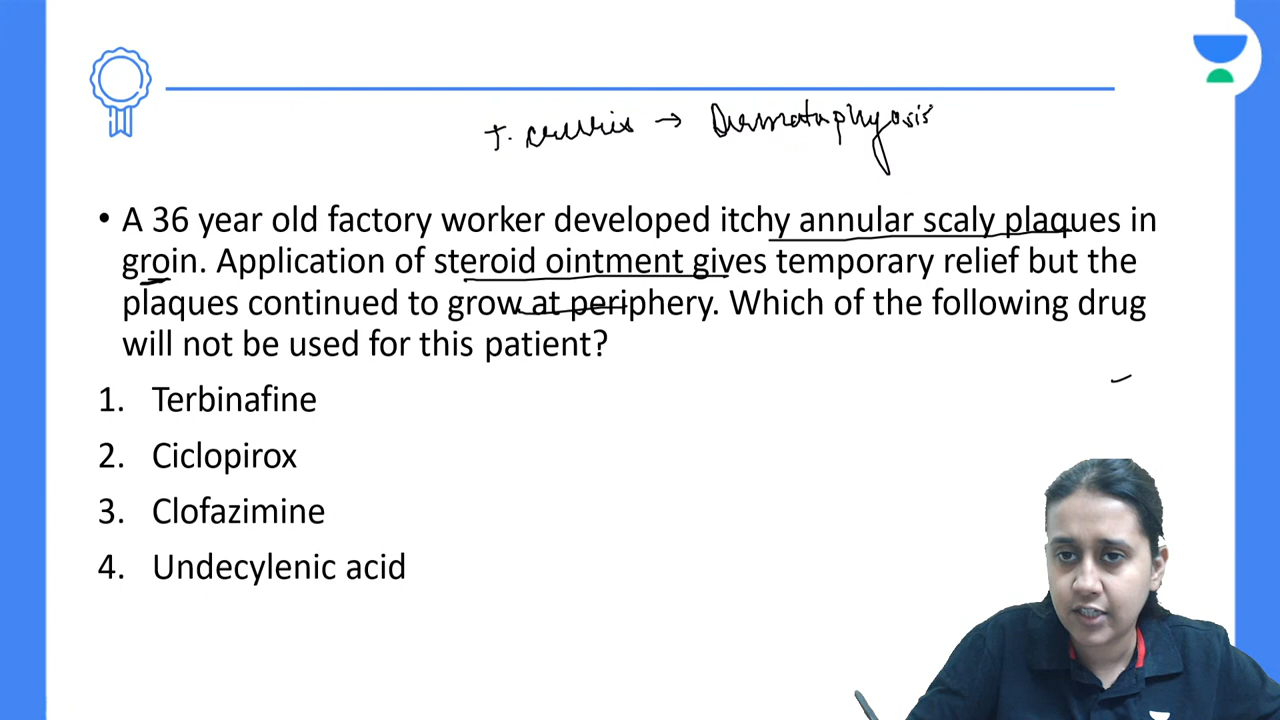 T. cruris → Dermatophyosis
• A 36 year old factory worker developed itchy annular scaly plaques in
groin. Application of steroid ointment gives temporary relief but the
plaques continued to grow at periphery. Which of the following drug
will not be used for this patient?
1. Terbinafine
2. Ciclopirox
3. Clofazimine
4. Undecylenic acid